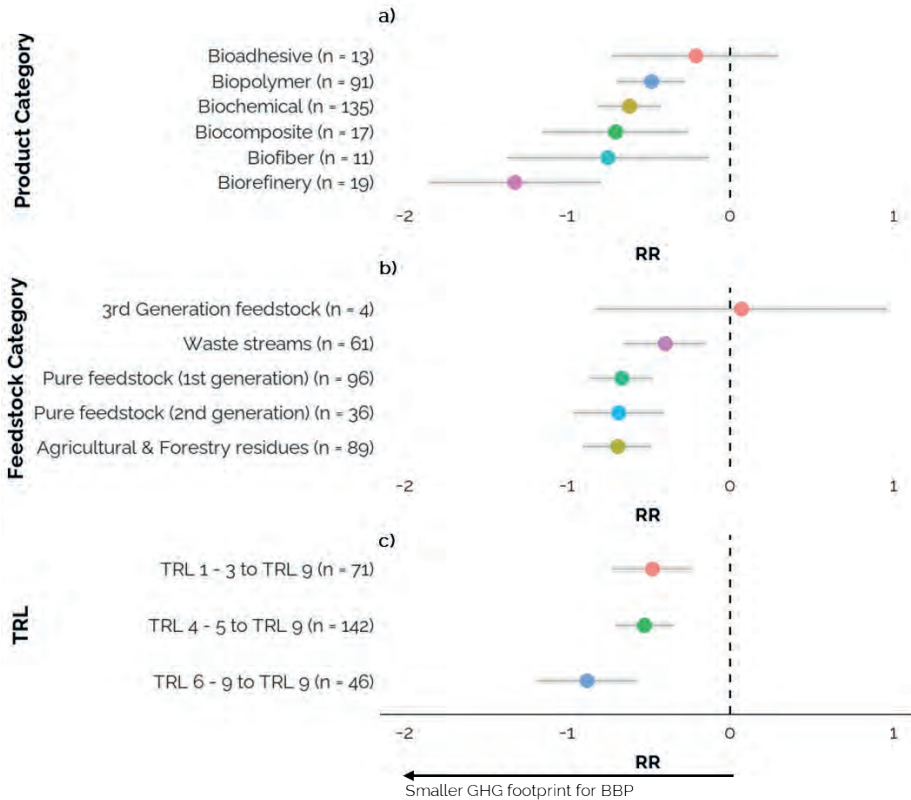 a)
Product Category
Bioadhesive (n = 13)
Biopolymer (n = 91)
Biochemical (n = 135)
Biocomposite (n = 17)
Biofiber (n = 11)
Biorefinery (n = 19)
-2 -1 0 1
RR
b)
Feedstock Category
3rd Generation feedstock (n = 4)
Waste streams (n = 61)
Pure feedstock (1st generation) (n = 96)
Pure feedstock (2nd generation) (n = 36)
Agricultural & Forestry residues (n = 89)
-2 -1 0 1
RR
c)
TRL
TRL 1 - 3 to TRL 9 (n = 71)
TRL 4 - 5 to TRL 9 (n = 142)
TRL 6 - 9 to TRL 9 (n = 46)
-2 -1 0 1
RR
Smaller GHG footprint for BBP